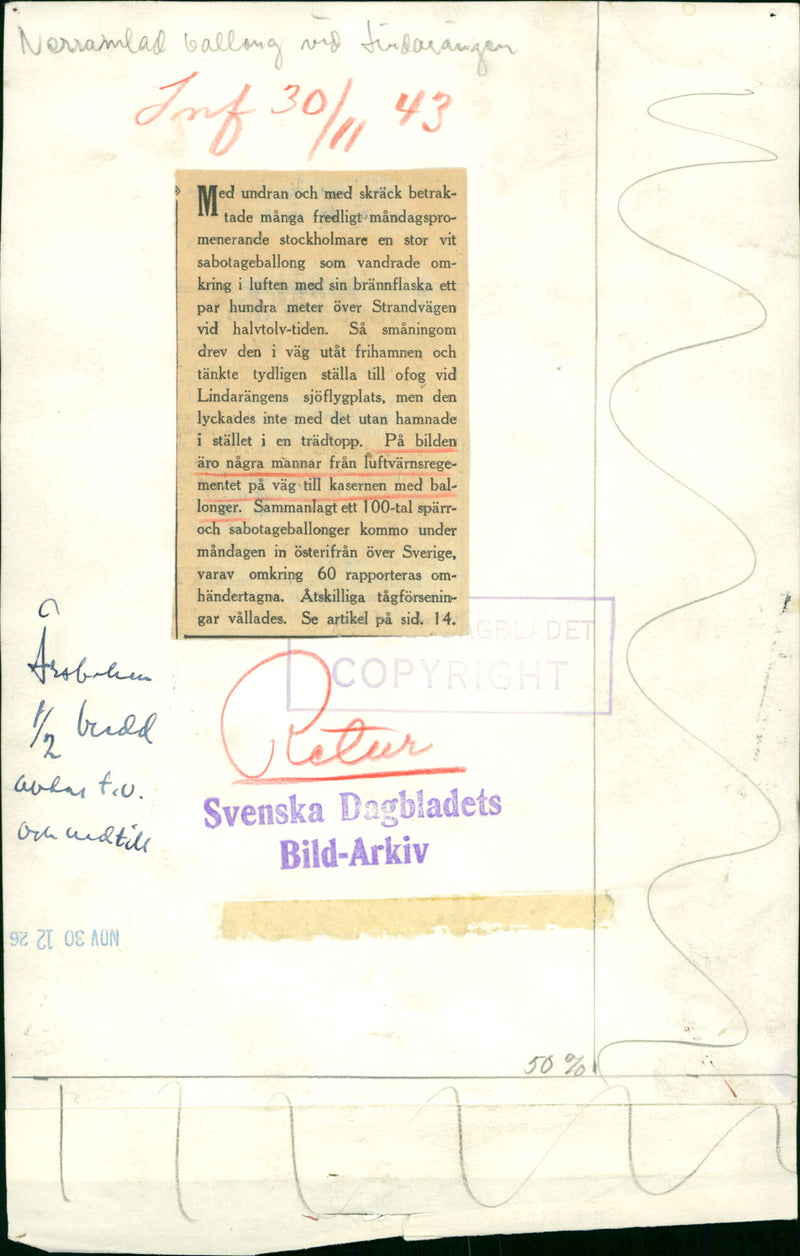 Nerramlad ballong vid Lindarängen
Inf 30/11 43
Med undran och med skräck betrak-
tade många fredligt måndagspro-
menerande stockholmare en stor vit
sabotageballong som vandrade om-
kring i luften med sin brännflaska ett
par hundra meter över Strandvägen
vid halvtolv-tiden. Så småningom
drev den i väg utåt frihamnen och
tänkte tydligen ställa till ofog vid
Lindarängens sjöflygplats, men den
lyckades inte med det utan hamnade
i stället i en trädtopp. På bilden
äro några mannar från luftvärnsrege-
mentet på väg till kasernen med bal-
longer. Sammanlagt ett 100-tal spärr-
och sabotageballonger kommo under
måndagen in österifrån över Sverige,
varav omkring 60 rapporteras om-
händertagna. Åtskilliga tågförsenin-
gar vållades. Se artikel på sid. 14.
AGBLADET
COPYRIGHT
Årsboken
1/2 bredd
t.v.
och nedtill
Retur
Svenska Dagbladets
Bild-Arkiv
NOV 30 12 26
50 %